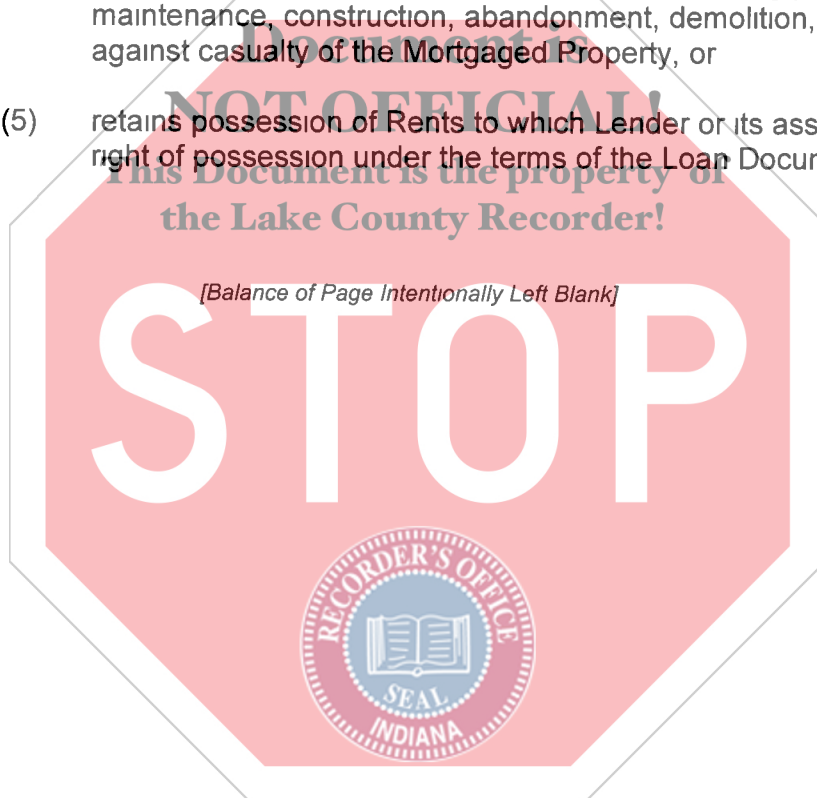 maintenance, construction, abandonment, demolition,
against casualty of the Mortgaged Property, or
Document is
NOT OFFICIAL!
(5) retains possession of Rents to which Lender or its
right of possession under the terms of the Loan
This Document is the property of
the Lake County Recorder!
[Balance of Page Intentionally Left Blank]
STOP
RECORDER'S OFFICE
SEAL
INDIANA